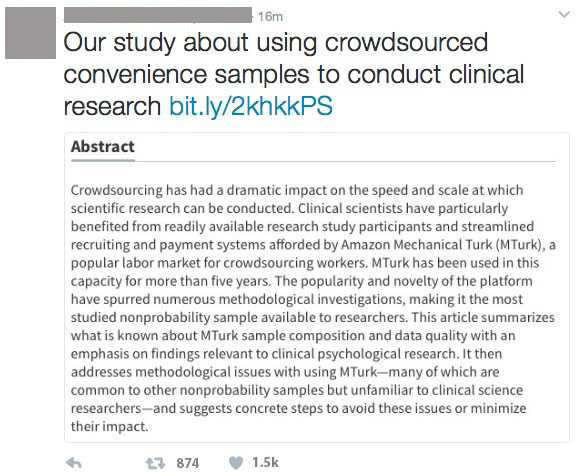 16m
Our study about using crowdsourced
convenience samples to conduct clinical
research bit.ly/2khkkPS
Abstract
Crowdsourcing has had a dramatic impact on the speed and scale at which
scientific research can be conducted. Clinical scientists have particularly
benefited from readily available research study participants and streamlined
recruiting and payment systems afforded by Amazon Mechanical Turk (MTurk), a
popular labor market for crowdsourcing workers. MTurk has been used in this
capacity for more than five years. The popularity and novelty of the platform
have spurred numerous methodological investigations, making it the most
studied nonprobability sample available to researchers. This article summarizes
what is known about MTurk sample composition and data quality with an
emphasis on findings relevant to clinical psychological research. It then
addresses methodological issues with using MTurk—many of which are
common to other nonprobability samples but unfamiliar to clinical science
researchers—and suggests concrete steps to avoid these issues or minimize
their impact.
874 1.5k